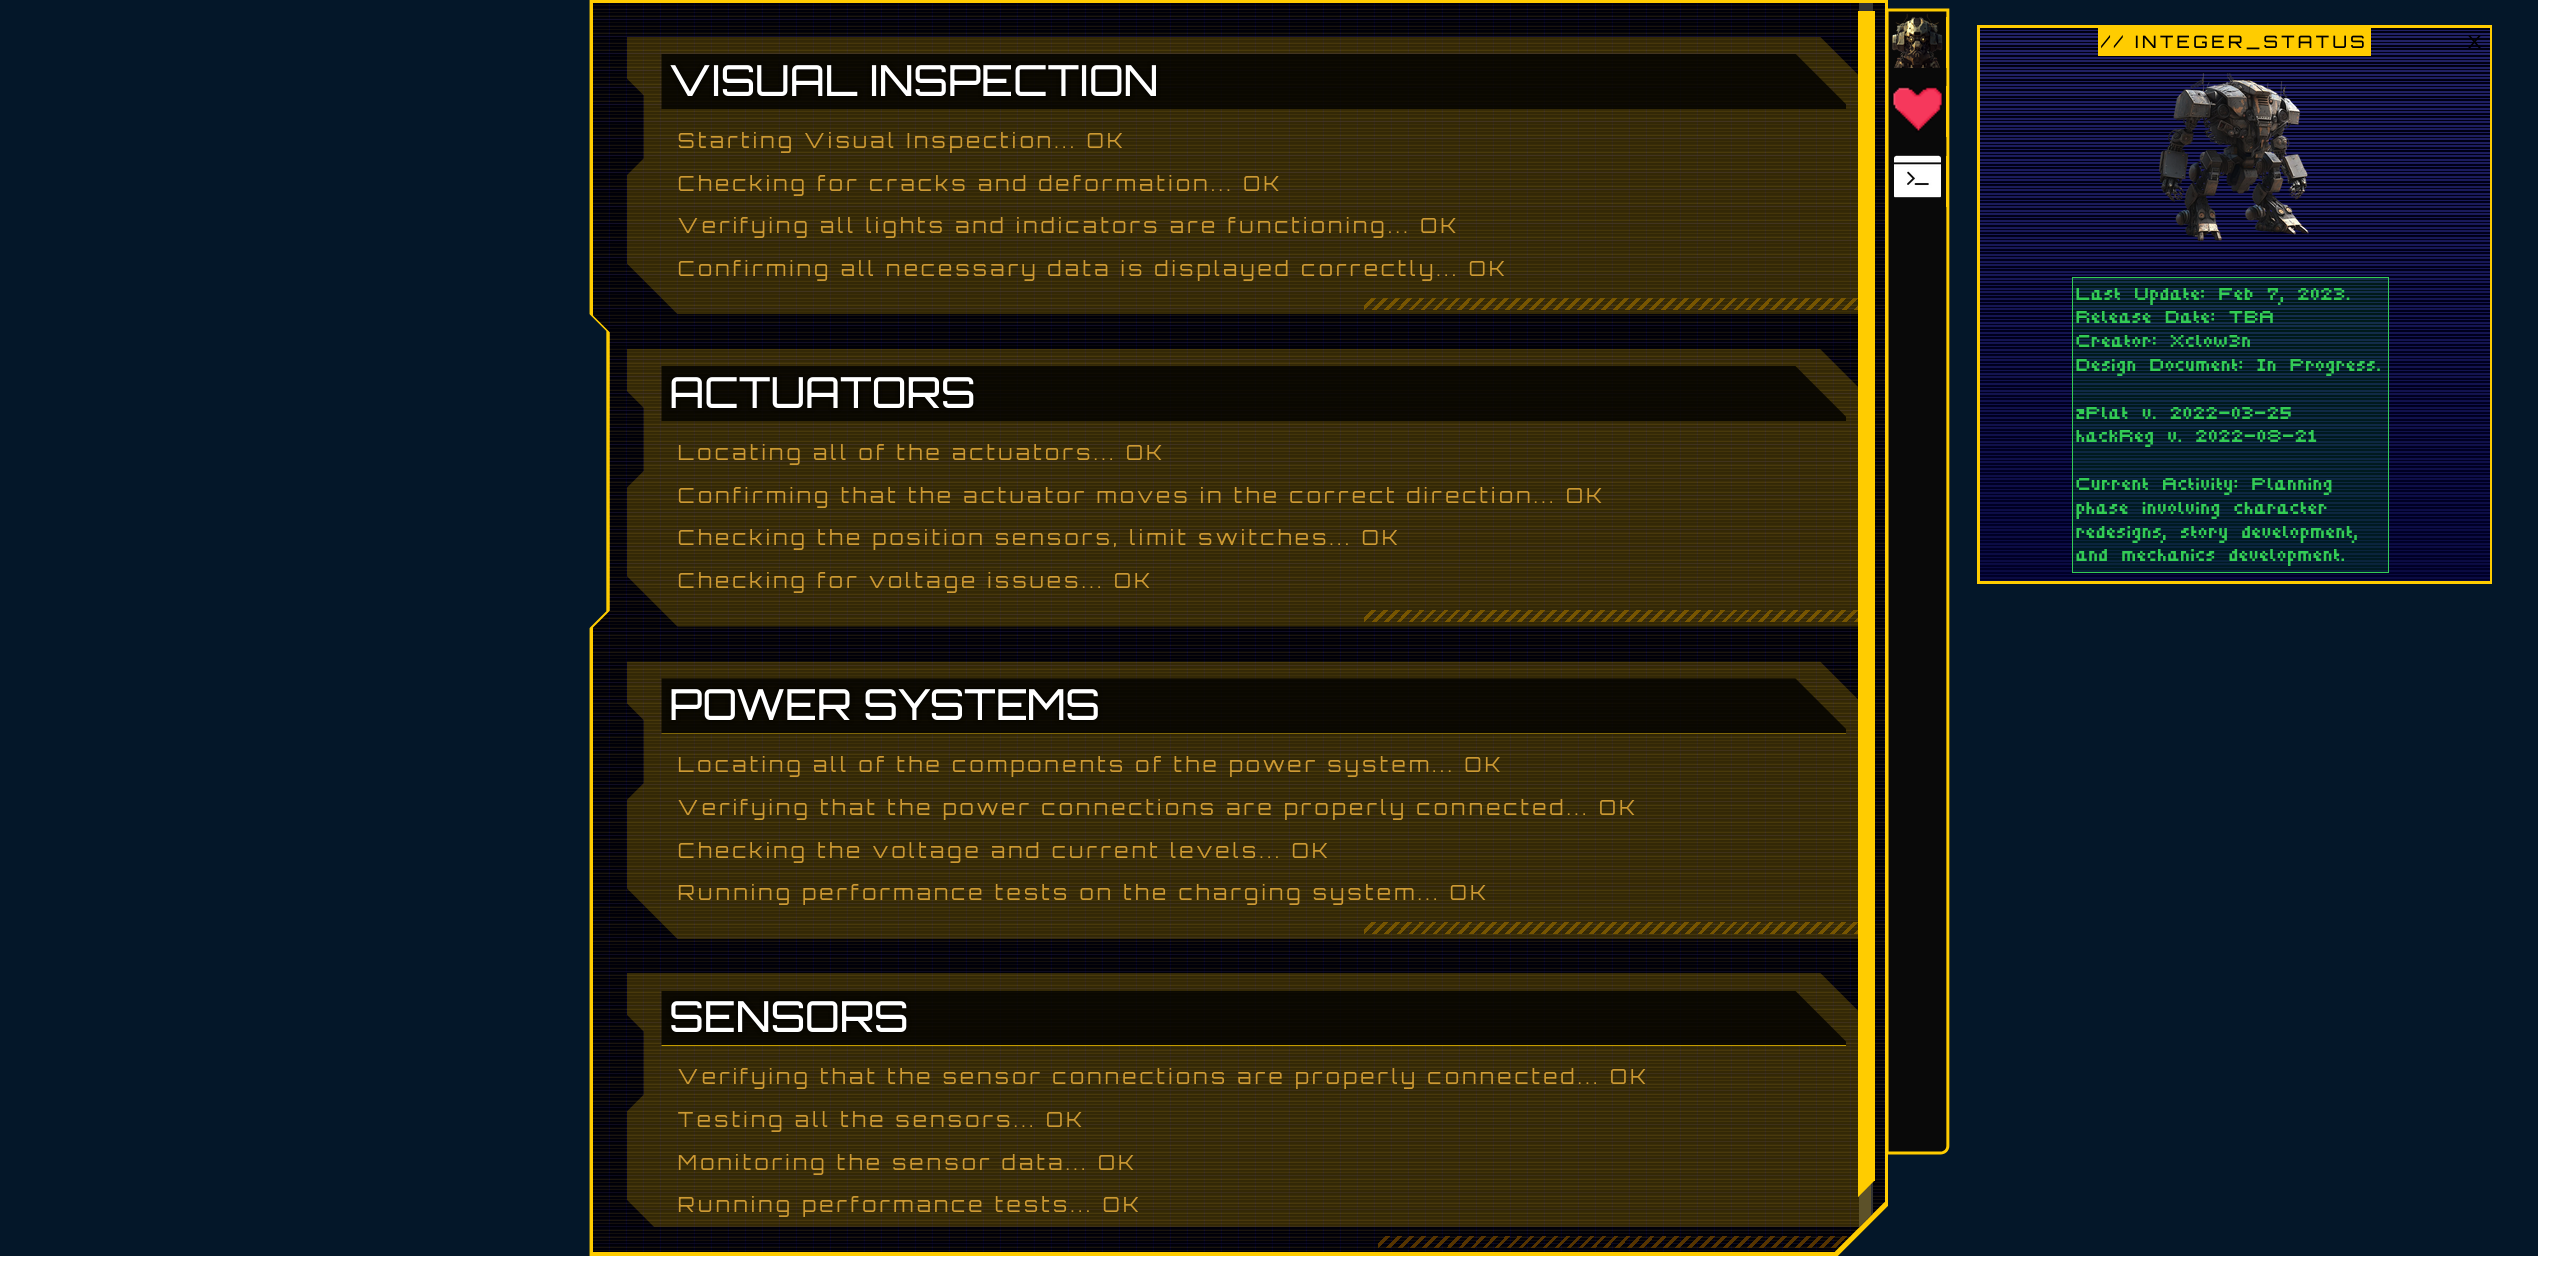 VISUAL INSPECTION
Starting Visual Inspection... OK
Checking for cracks and deformation... OK
Verifying all lights and indicators are functioning... OK
Confirming all necessary data is displayed correctly... OK
ACTUATORS
Locating all of the actuators... OK
Confirming that the actuator moves in the correct direction... OK
Checking the position sensors, limit switches... OK
Checking for voltage issues... OK
POWER SYSTEMS
Locating all of the components of the power system... OK
Verifying that the power connections are properly connected... OK
Checking the voltage and current levels... OK
Running performance tests on the charging system... OK
SENSORS
Verifying that the sensor connections are properly connected... OK
Testing all the sensors... OK
Monitoring the sensor data... OK
Running performance tests... OK
// INTEGER_STATUS
X
Last Update: Feb 7, 2023.
Release Date: TBA
Creator: Xclow3n
Design Document: In Progress.
zPlat v. 2022-03-25
hackReg v. 2022-08-21
Current Activity: Planning
phase involving character
redesigns, story development,
and mechanics development.